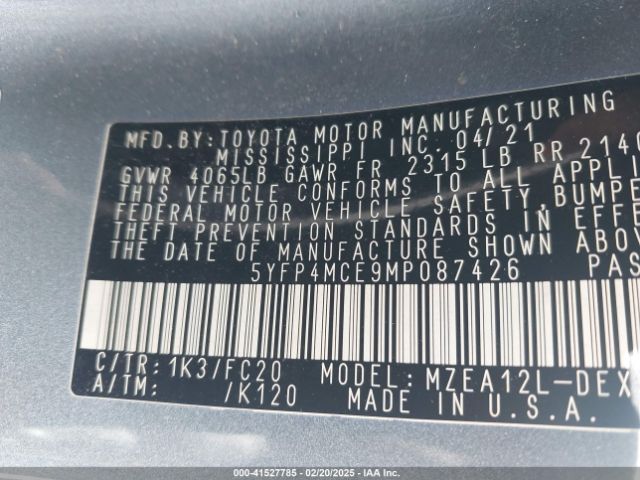 MFD.BY:TOYOTA MOTOR MANUFACTURING
MISSISSIPPI INC. 04/21
GVWR 4065LB GAWR FR 2315 LB RR 2140
THIS VEHICLE CONFORMS TO ALL APPL
FEDERAL MOTOR VEHICLE SAFETY,BUMPE
THEFT PREVENTION STANDARDS IN EFFE
THE DATE OF MANUFACTURE SHOWN ABOV
5YFP4MCE9MP087426 PAS
C/TR:1K3/FC20 MODEL:MZEA12L-DEX
A/TM: /K120 MADE IN U.S.A.
000-41527785 - 02/20/2025 - IAA Inc.